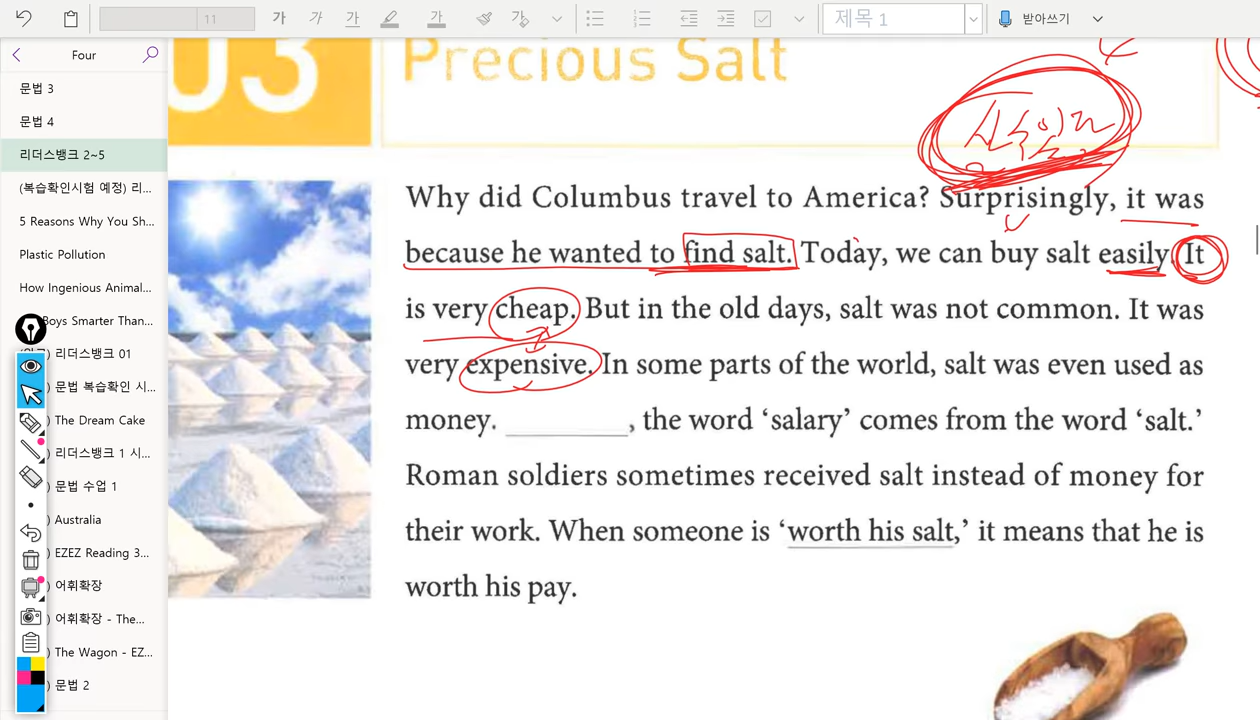 11
가 가 가 가 가
제목 1
받아쓰기
Four
문법 3
문법 4
리더스뱅크 2~5
(복습확인시험 예정) 리...
5 Reasons Why You Sh...
Plastic Pollution
How Ingenious Animal...
Boys Smarter Than...
) 리더스뱅크 01
) 문법 복습확인 시...
) The Dream Cake
) 리더스뱅크 1 시...
) 문법 수업 1
) Australia
) EZEZ Reading 3...
) 어휘확장
) 어휘확장 - The...
) The Wagon - EZ...
) 문법 2
03
Precious Salt
Why did Columbus travel to America? Surprisingly, it was
because he wanted to find salt. Today, we can buy salt easily. It
is very cheap. But in the old days, salt was not common. It was
very expensive. In some parts of the world, salt was even used as
money. ________, the word ‘salary’ comes from the word ‘salt.’
Roman soldiers sometimes received salt instead of money for
their work. When someone is ‘worth his salt,’ it means that he is
worth his pay.